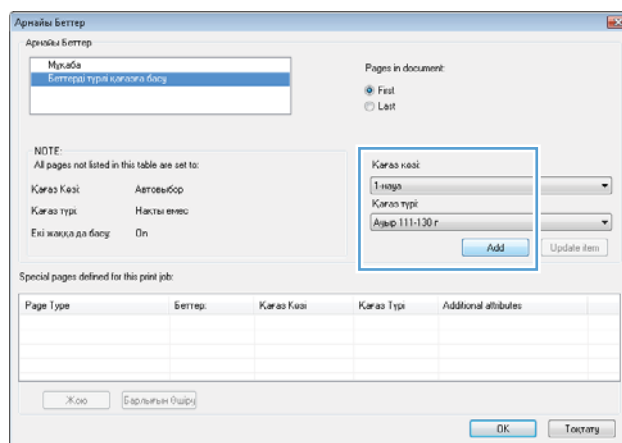 Арнайы Беттер
Арнайы Беттер
Мұқаба
Беттерді түрлі қағазға басу
Pages in document:
First
Last
NOTE:
All pages not listed in this table are set to:
Қағаз Көзі:
Автовыбор
Қағаз түрі:
Нақты емес
Екі жаққа да басу:
On
Қағаз көзі:
1-науа
Қағаз түрі:
Ауыр 111-130 г
Add
Update item
Special pages defined for this print job:
Page Type
Беттер:
Қағаз Көзі
Қағаз Түрі
Additional attributes
Жою
Барлығын Өшіру
OK
Тоқтату